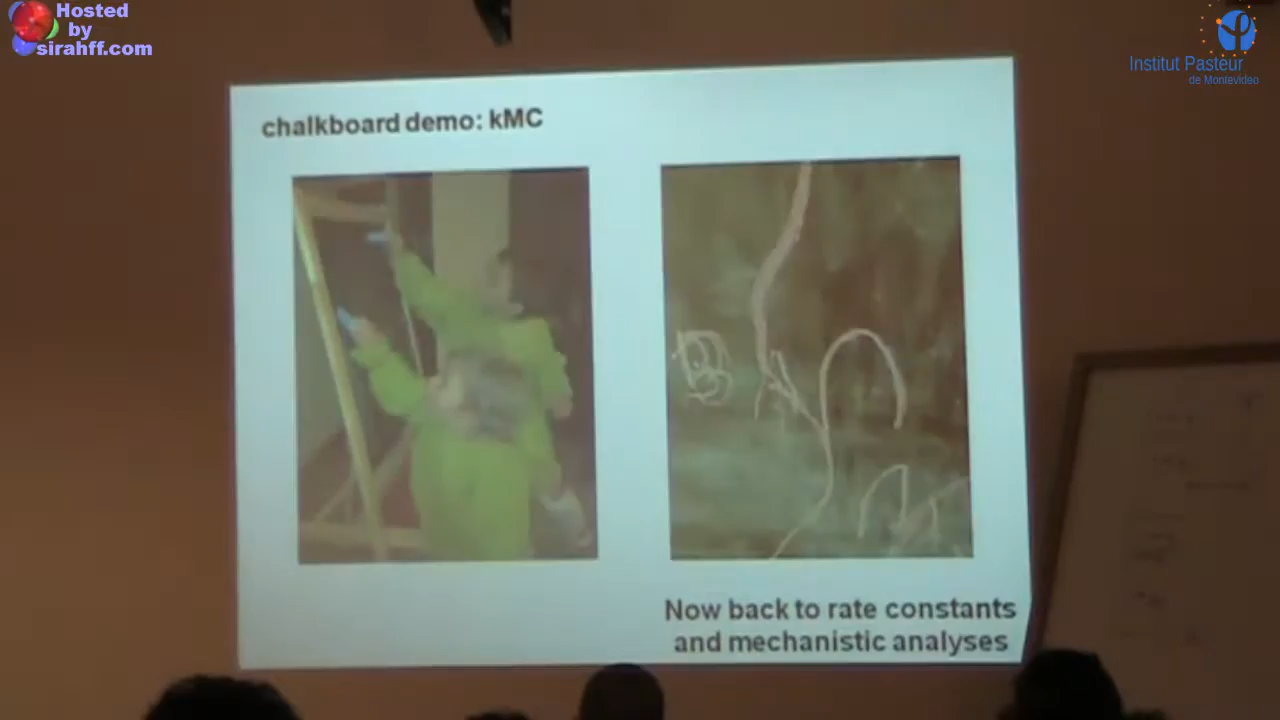 Hosted
by
sirahff.com
Institut Pasteur
de Montevideo
chalkboard demo: kMC
Now back to rate constants
and mechanistic analyses